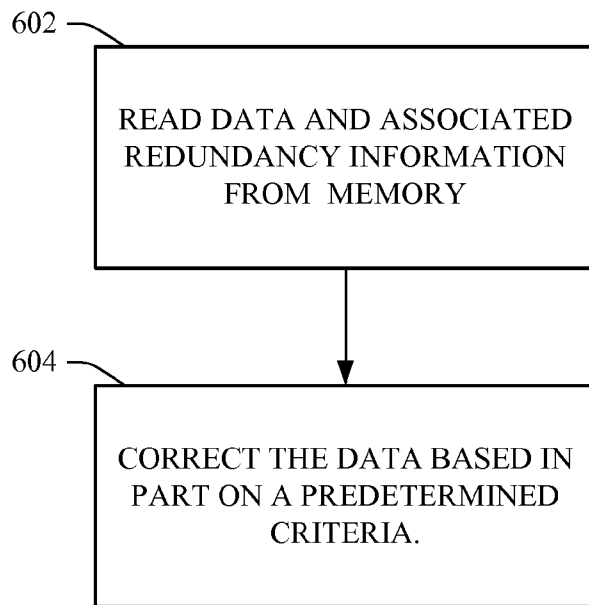 602
READ DATA AND ASSOCIATED
REDUNDANCY INFORMATION
FROM MEMORY
604
CORRECT THE DATA BASED IN
PART ON A PREDETERMINED
CRITERIA.